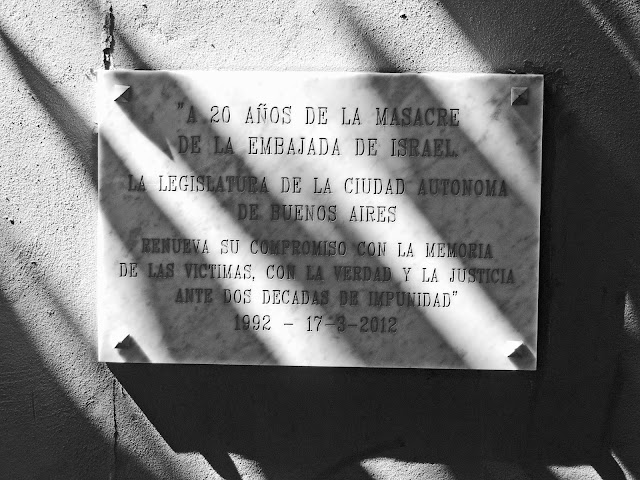 "A 20 AÑOS DE LA MASACRE
DE LA EMBAJADA DE ISRAEL.
LA LEGISLATURA DE LA CIUDAD AUTONOMA
DE BUENOS AIRES
RENUEVA SU COMPROMISO CON LA MEMORIA
DE LAS VICTIMAS, CON LA VERDAD Y LA JUSTICIA
ANTE DOS DECADAS DE IMPUNIDAD"
1992 - 17-3-2012